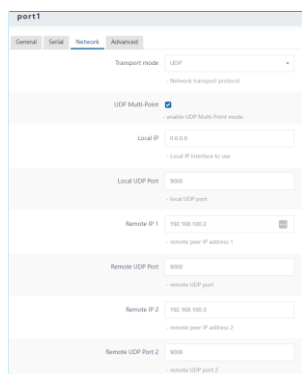 port1
General Serial Network Advanced
Transport mode UDP
- Network transport protocol
UDP Multi-Point
- enable UDP Multi-Point mode
Local IP 0.0.0.0
- Local IP interface to use
Local UDP Port 9000
- local UDP port
Remote IP 1 192.168.100.2
- remote peer IP address 1
Remote UDP Port 9000
- remote UDP port
Remote IP 2 192.168.100.3
- remote peer IP address 2
Remote UDP Port 2 9000
- remote UDP port 2